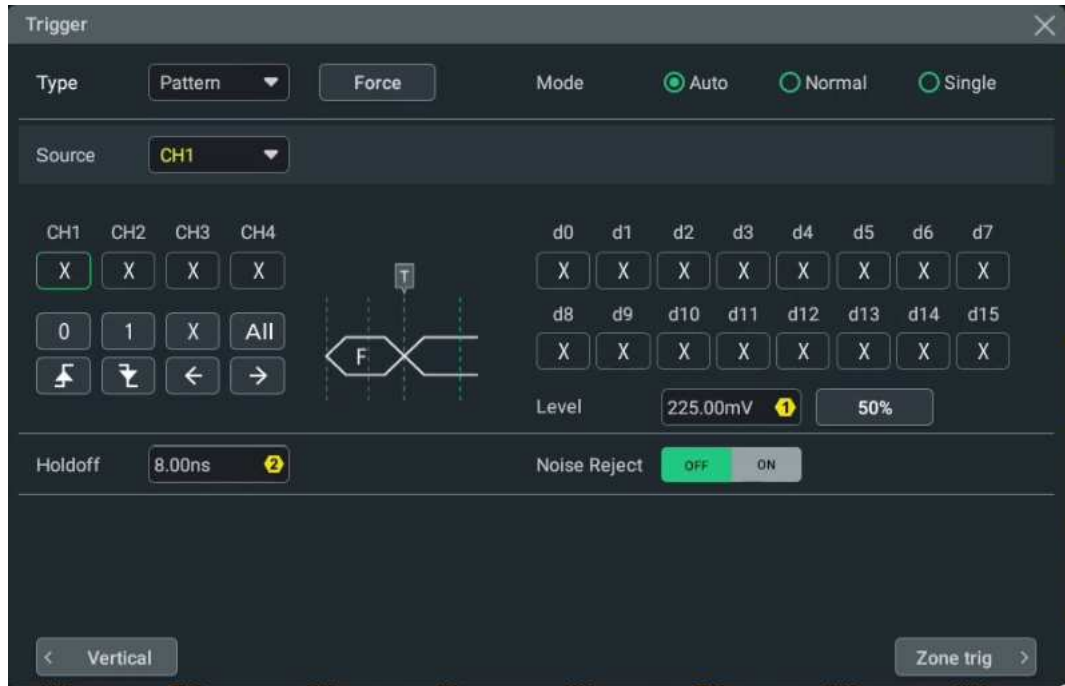 Trigger
Type Pattern Force Mode Auto Normal Single
Source CH1
CH1 CH2 CH3 CH4 d0 d1 d2 d3 d4 d5 d6 d7
X X X X T X X X X X X X X
0 1 X All F d8 d9 d10 d11 d12 d13 d14 d15
X X X X X X X X
Level 225.00mV 1 50%
Holdoff 8.00ns 2 Noise Reject OFF ON
< Vertical Zone trig >